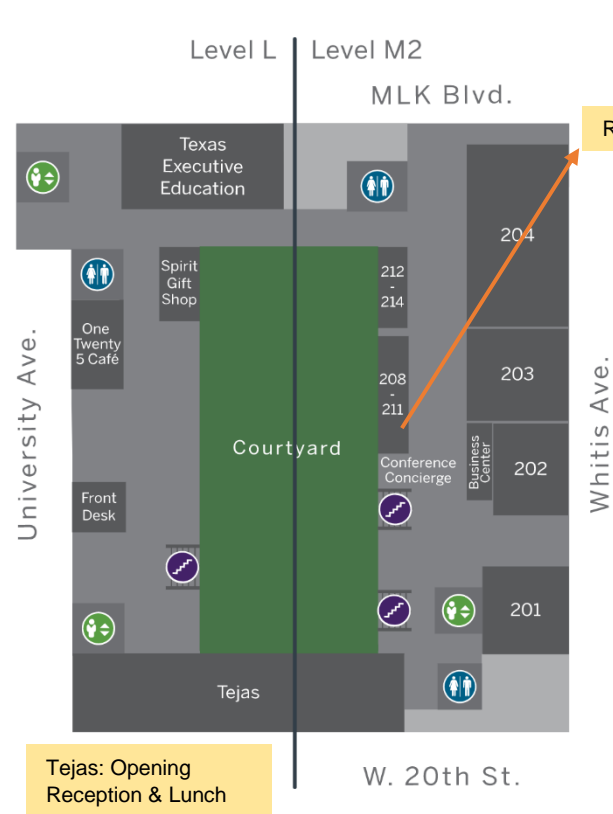 Level L
Level M2
MLK Blvd.
R
Texas
Executive
Education
204
Spirit
Gift
Shop
212
-
214
One
Twenty
5 Café
208
-
211
203
University Ave.
Whitis Ave.
Courtyard
Conference
Concierge
Business
Center
202
Front
Desk
201
Tejas
Tejas: Opening
Reception & Lunch
W. 20th St.